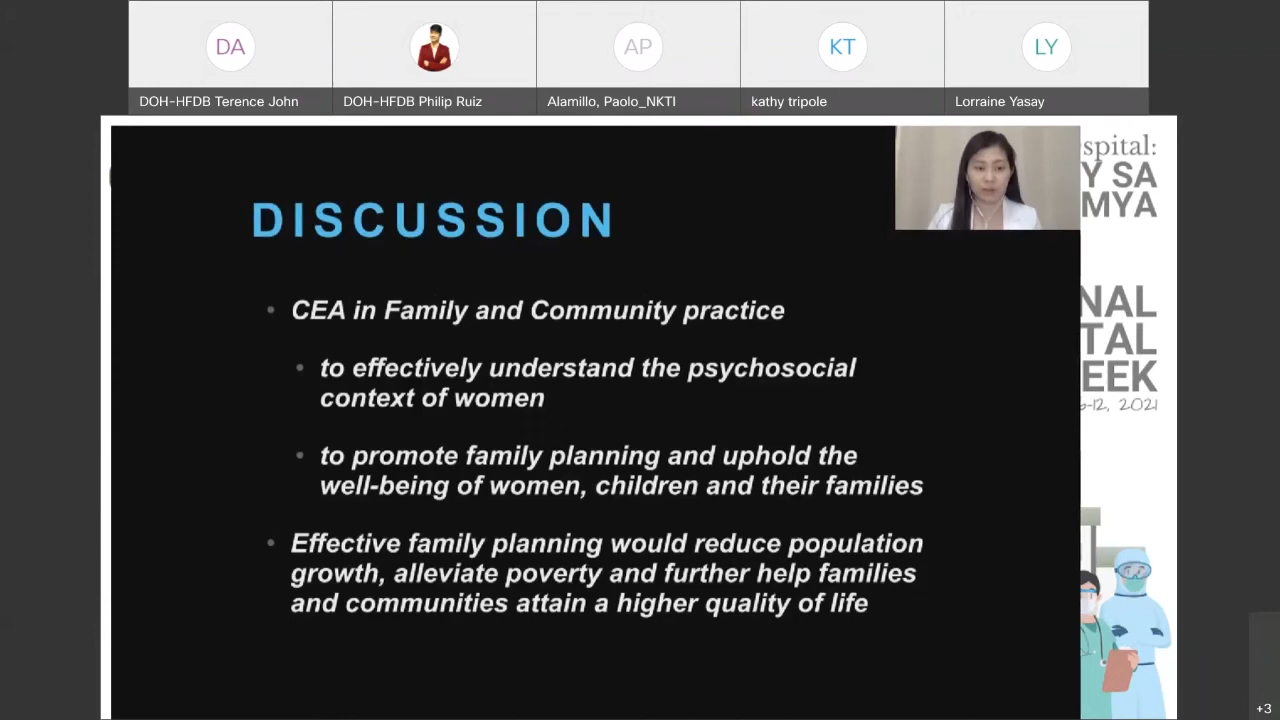 DA
AP
KT
LY
DOH-HFDB Terence John
DOH-HFDB Philip Ruiz
Alamillo, Paolo_NKTI
kathy tripole
Lorraine Yasay
spital:
Y SA
MYA
DISCUSSION
NAL
TAL
EEK
-12, 2021
• CEA in Family and Community practice
• to effectively understand the psychosocial
context of women
• to promote family planning and uphold the
well-being of women, children and their families
• Effective family planning would reduce population
growth, alleviate poverty and further help families
and communities attain a higher quality of life
+3